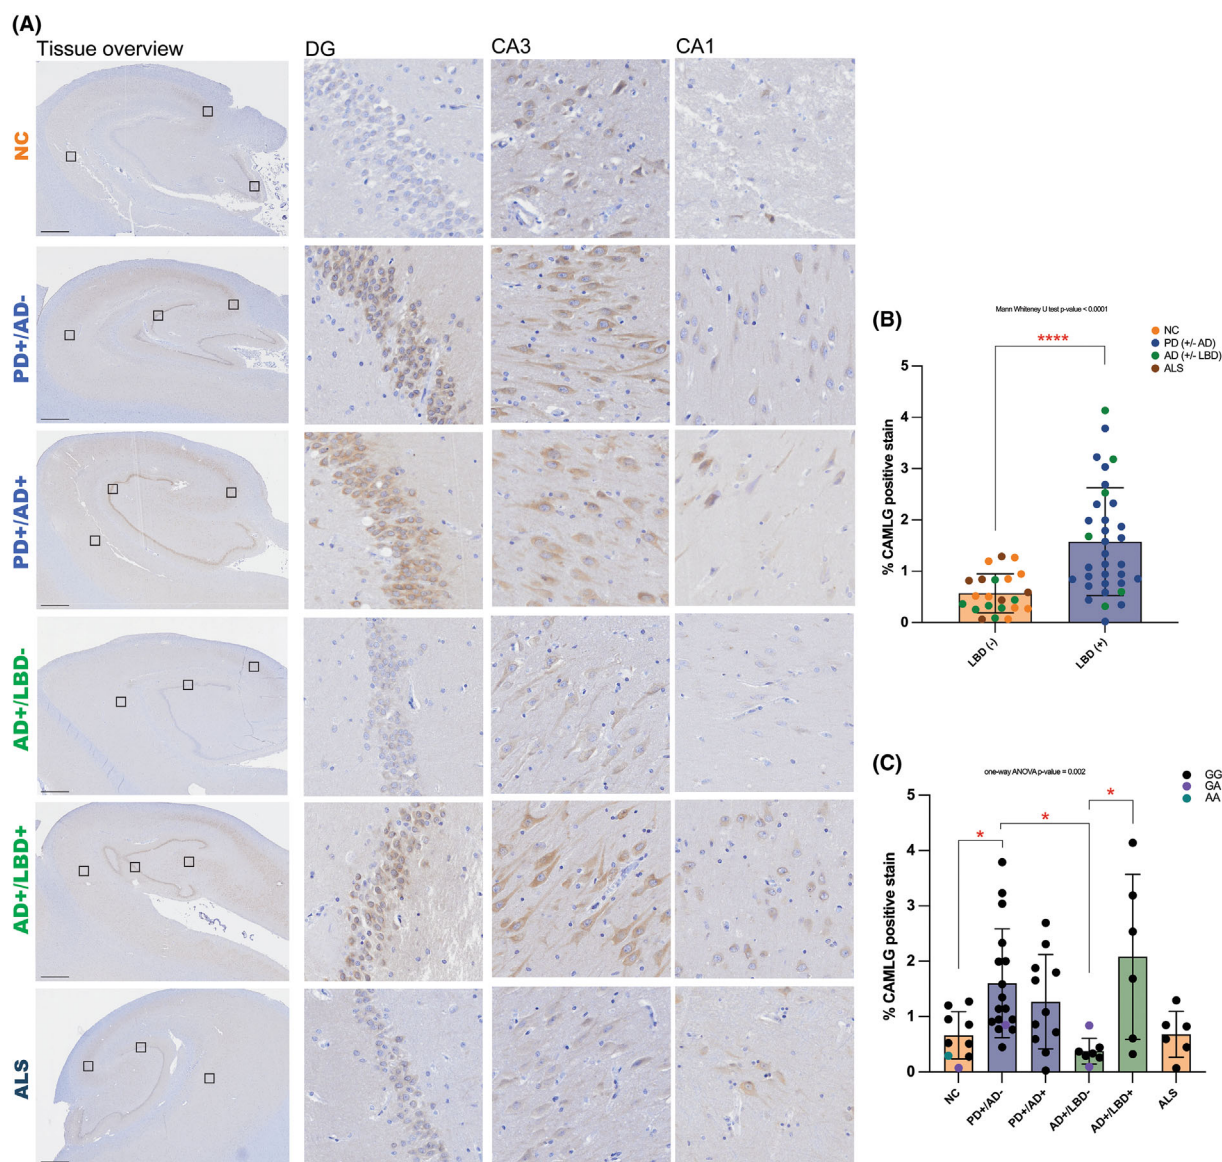 (A)
Tissue overview
DG
CA3
CA1
NC
PD+/AD-
PD+/AD+
AD+/LBD-
AD+/LBD+
ALS
(B)
Mann Whiteney U test p-value < 0.0001
****
NC
PD (+/- AD)
AD (+/- LBD)
ALS
% CAMLG positive stain
5
4
3
2
1
0
LBD (-)
LBD (+)
(C)
one-way ANOVA p-value = 0.002
GG
GA
AA
*
*
*
% CAMLG positive stain
5
4
3
2
1
0
NC
PD+/AD-
PD+/AD+
AD+/LBD-
AD+/LBD+
ALS